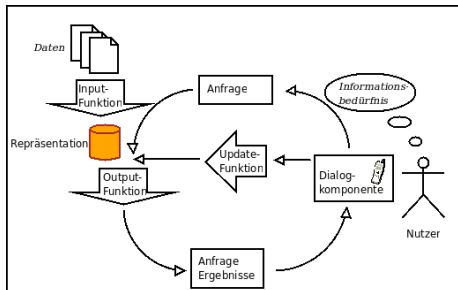 Daten
Input-
Funktion
Anfrage
Informations-
bedürfnis
Repräsentation
Update-
Funktion
Dialog-
komponente
Output-
Funktion
Nutzer
Anfrage
Ergebnisse